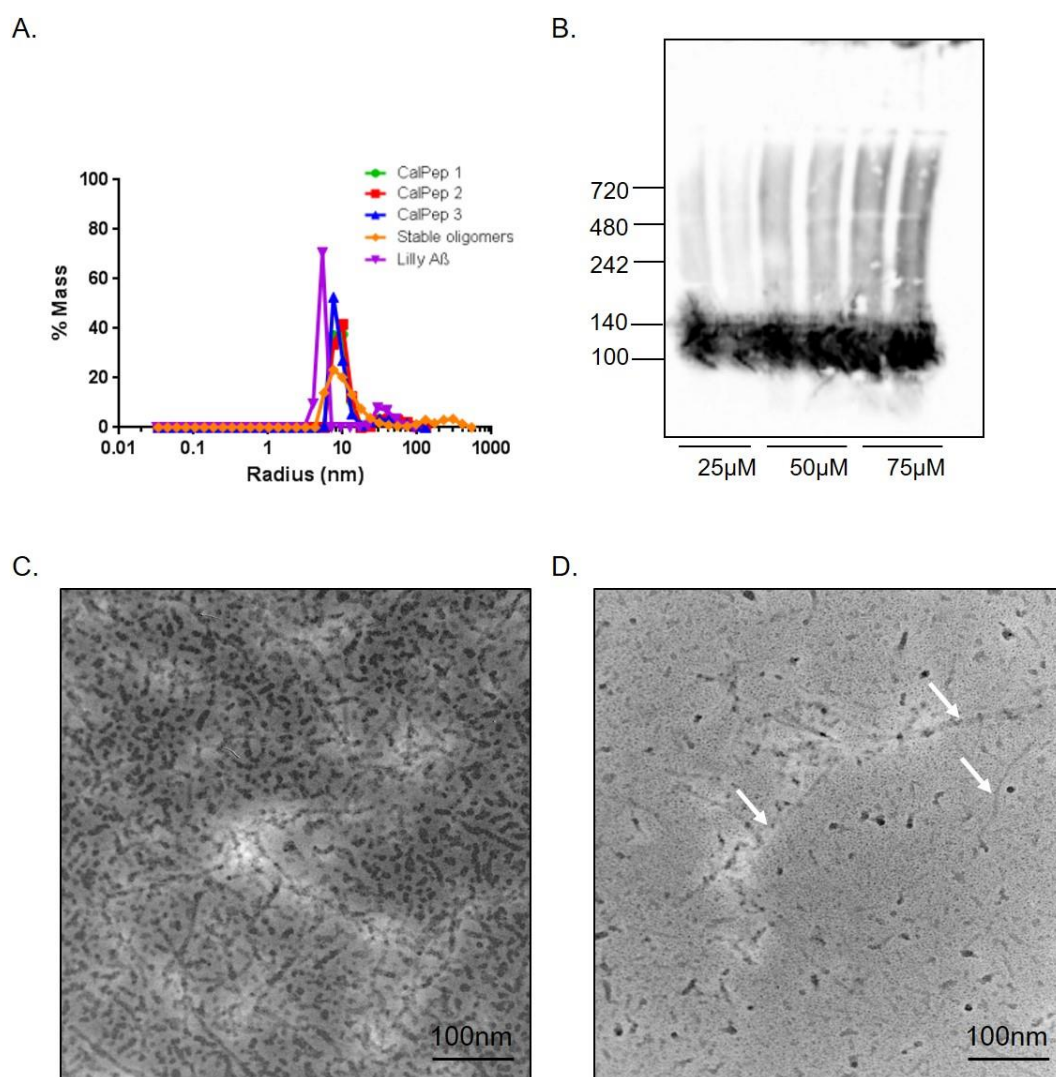 A.
B.
CalPep 1
CalPep 2
CalPep 3
Stable oligomers
Lilly Aβ
100
80
60
40
20
0
% Mass
0.01 0.1 1 10 100 1000
Radius (nm)
720
480
242
140
100
25µM 50µM 75µM
C.
D.
100nm
100nm